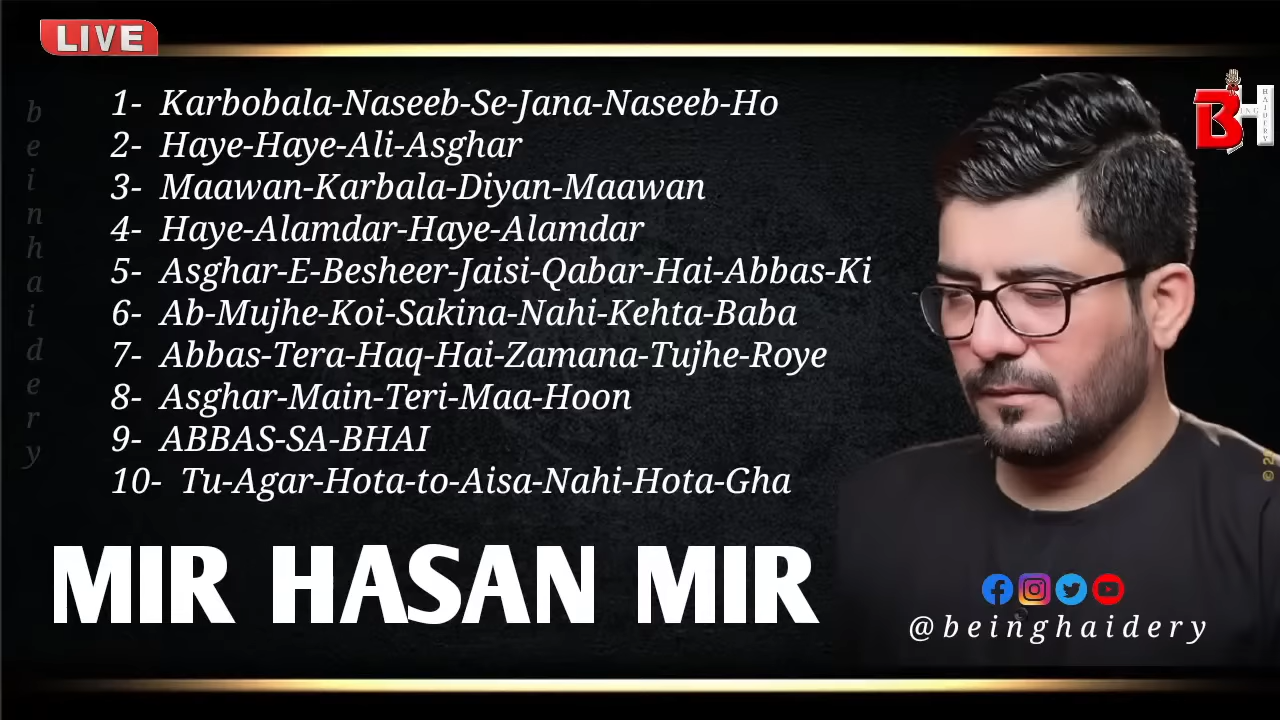 LIVE
1- Karbobala-Naseeb-Se-Jana-Naseeb-Ho
2- Haye-Haye-Ali-Asghar
3- Maawan-Karbala-Diyan-Maawan
4- Haye-Alamdar-Haye-Alamdar
5- Asghar-E-Besheer-Jaisi-Qabar-Hai-Abbas-Ki
6- Ab-Mujhe-Koi-Sakina-Nahi-Kehta-Baba
7- Abbas-Tera-Haq-Hai-Zamana-Tujhe-Roye
8- Asghar-Main-Teri-Maa-Hoon
9- ABBAS-SA-BHAI
10- Tu-Agar-Hota-to-Aisa-Nahi-Hota-Gha
MIR HASAN MIR
@beinghaidery
beinhaidery
BH
HAIDERY